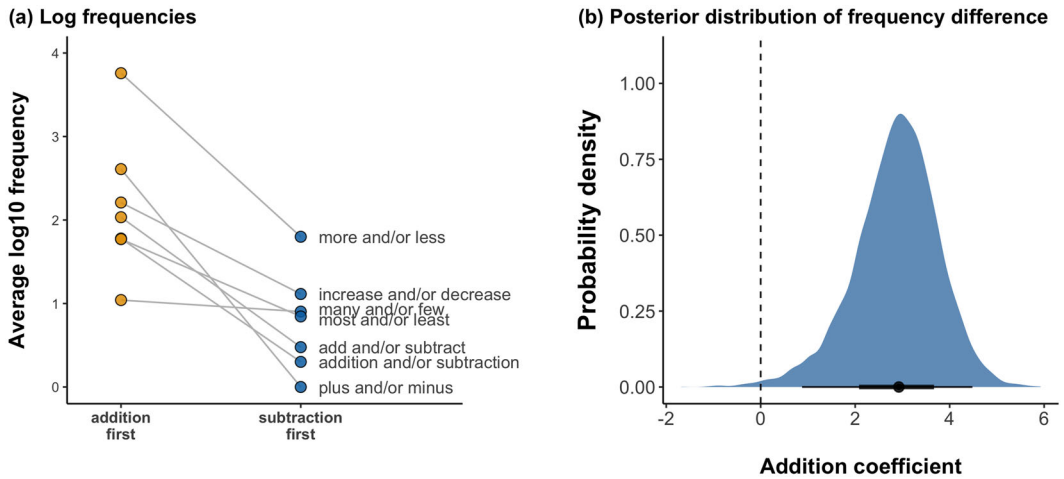 (a) Log frequencies
Average log10 frequency
4
3
2
1
0
more and/or less
increase and/or decrease
many and/or few
most and/or least
add and/or subtract
addition and/or subtraction
plus and/or minus
addition
first
subtraction
first
(b) Posterior distribution of frequency difference
Probability density
1.00
0.75
0.50
0.25
0.00
-2 0 2 4 6
Addition coefficient